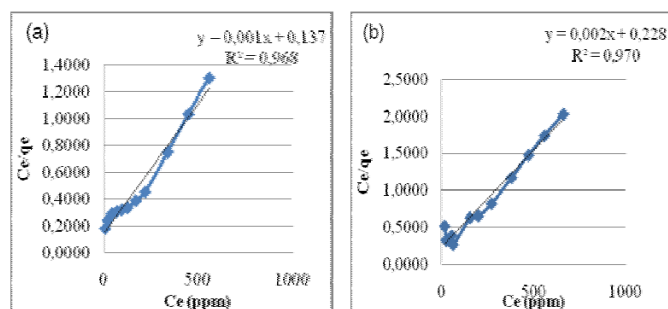 (a)
y = 0,001x + 0,137
R² = 0,968
1,4000
1,2000
1,0000
0,8000
0,6000
0,4000
0,2000
0,0000
Ce/qe
0
500
1000
Ce (ppm)
(b)
y = 0,002x + 0,228
R² = 0,970
2,5000
2,0000
1,5000
1,0000
0,5000
0,0000
Ce/qe
0
500
1000
Ce (ppm)